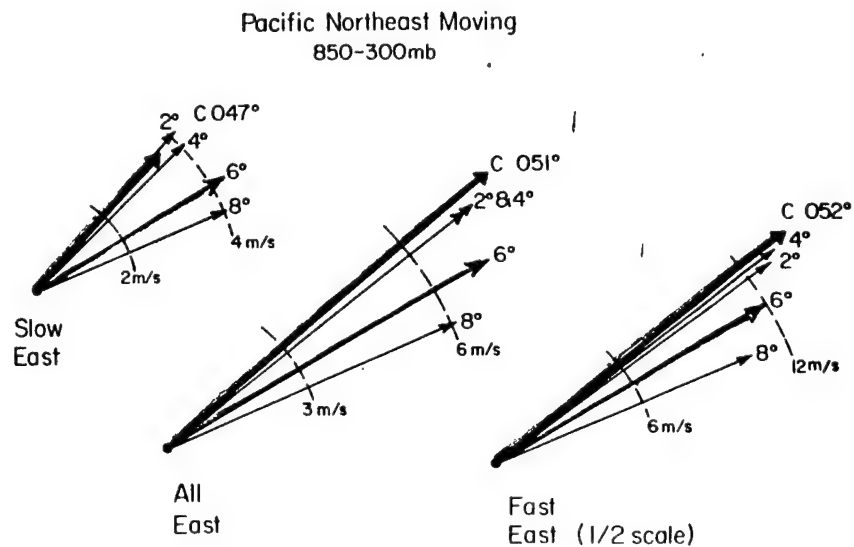 Pacific Northeast Moving
850-300mb
2° C 047°
4°
6°
8°
4 m/s
2 m/s
Slow
East
C 051°
2°&4°
6°
8°
6 m/s
3 m/s
All
East
C 052°
4°
2°
6°
8°
12 m/s
6 m/s
Fast
East (1/2 scale)